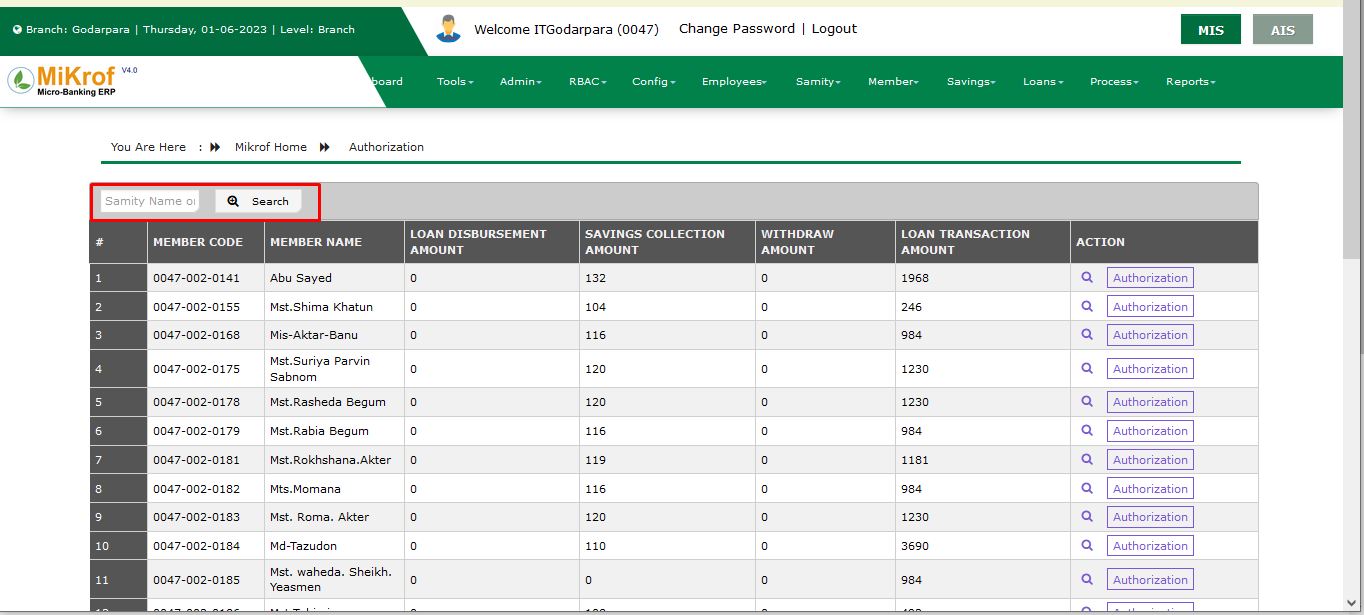 Branch: Godarpara | Thursday, 01-06-2023 | Level: Branch
Welcome ITGodarpara (0047) Change Password | Logout
MIS AIS
MiKrof V4.0
Micro-Banking ERP
board Tools Admin RBAC Config Employees Samity Member Savings Loans Process Reports
You Are Here : Mikrof Home Authorization
Samity Name o Search
# MEMBER CODE MEMBER NAME LOAN DISBURSEMENT AMOUNT SAVINGS COLLECTION AMOUNT WITHDRAW AMOUNT LOAN TRANSACTION AMOUNT ACTION
1 0047-002-0141 Abu Sayed 0 132 0 1968 Authorization
2 0047-002-0155 Mst.Shima Khatun 0 104 0 246 Authorization
3 0047-002-0168 Mis-Aktar-Banu 0 116 0 984 Authorization
4 0047-002-0175 Mst.Suriya Parvin Sabnom 0 120 0 1230 Authorization
5 0047-002-0178 Mst.Rasheda Begum 0 120 0 1230 Authorization
6 0047-002-0179 Mst.Rabia Begum 0 116 0 984 Authorization
7 0047-002-0181 Mst.Rokhshana.Akter 0 119 0 1181 Authorization
8 0047-002-0182 Mts.Momana 0 116 0 984 Authorization
9 0047-002-0183 Mst. Roma. Akter 0 120 0 1230 Authorization
10 0047-002-0184 Md-Tazudon 0 110 0 3690 Authorization
11 0047-002-0185 Mst. waheda. Sheikh. Yeasmen 0 0 0 984 Authorization